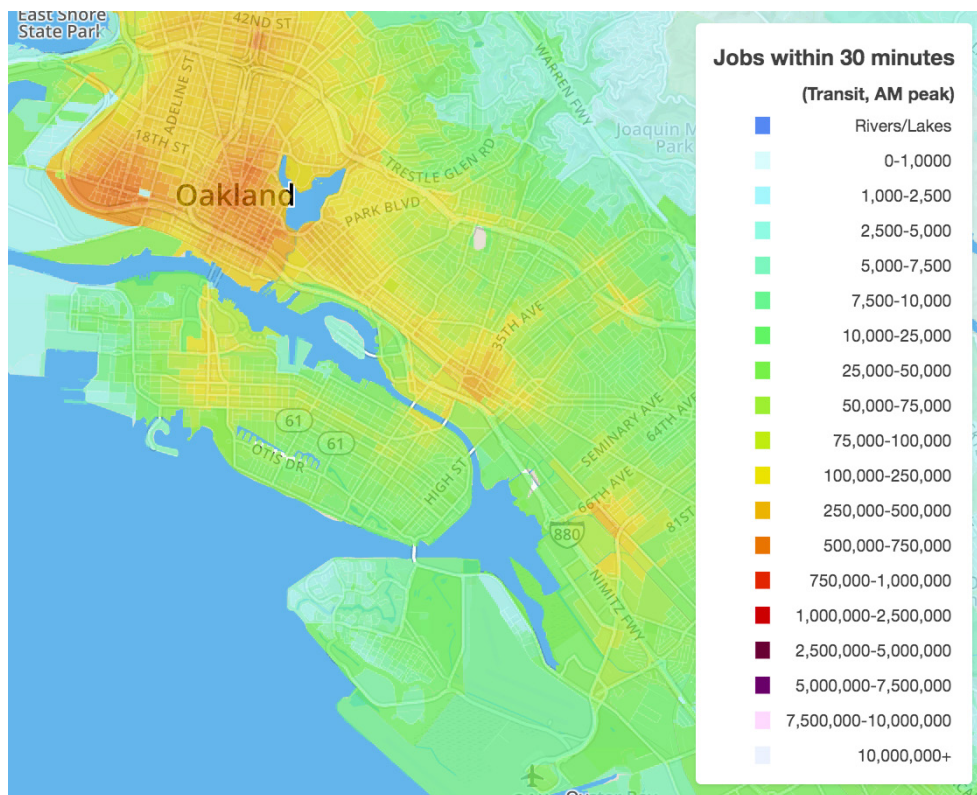 East Shore
State Park
42ND ST
ADELINE ST
WARREN FWY
18TH ST
Joaquin M
Park
TRESTLE GLEN RD
Oakland
PARK BLVD
35TH AVE
61
61
OTIS DR
HIGH ST
SEMINARY AVE
64TH AVE
66TH AVE
81ST
880
NIMITZ FWY
Jobs within 30 minutes
(Transit, AM peak)
Rivers/Lakes
0-1,0000
1,000-2,500
2,500-5,000
5,000-7,500
7,500-10,000
10,000-25,000
25,000-50,000
50,000-75,000
75,000-100,000
100,000-250,000
250,000-500,000
500,000-750,000
750,000-1,000,000
1,000,000-2,500,000
2,500,000-5,000,000
5,000,000-7,500,000
7,500,000-10,000,000
10,000,000+